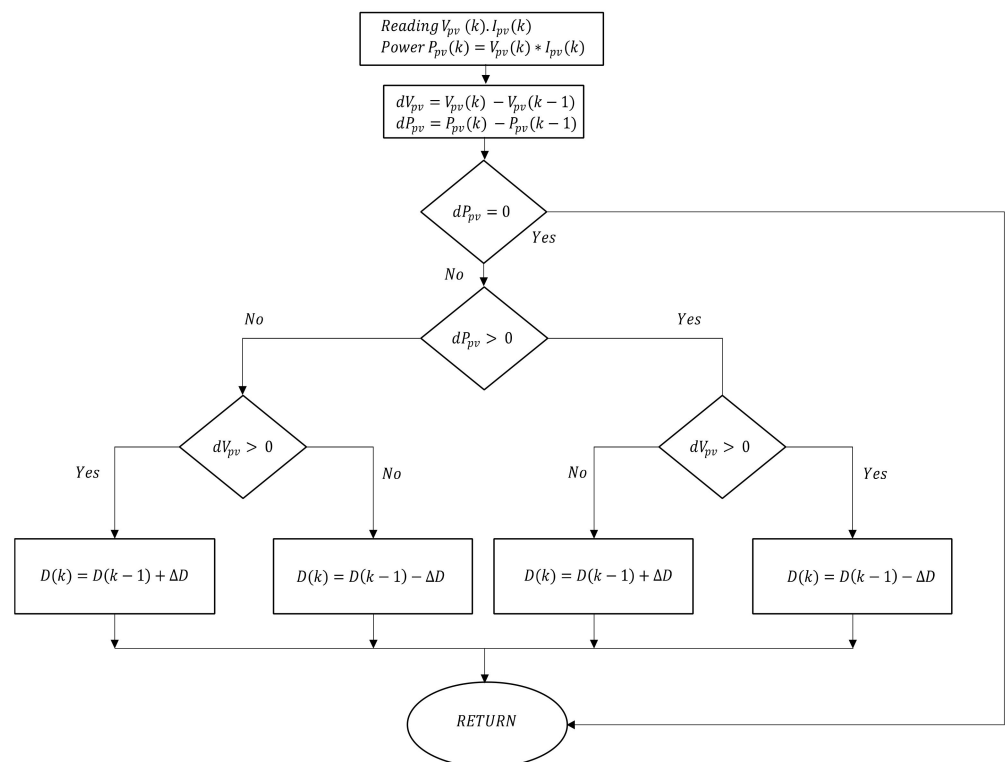 Reading V_pv (k). I_pv(k)
Power P_pv(k) = V_pv(k) * I_pv(k)
dV_pv = V_pv(k) − V_pv(k − 1)
dP_pv = P_pv(k) − P_pv(k − 1)
dP_pv = 0
Yes
No
No
Yes
dP_pv > 0
dV_pv > 0
dV_pv > 0
Yes
No
No
Yes
D(k) = D(k − 1) + ΔD
D(k) = D(k − 1) − ΔD
D(k) = D(k − 1) + ΔD
D(k) = D(k − 1) − ΔD
RETURN